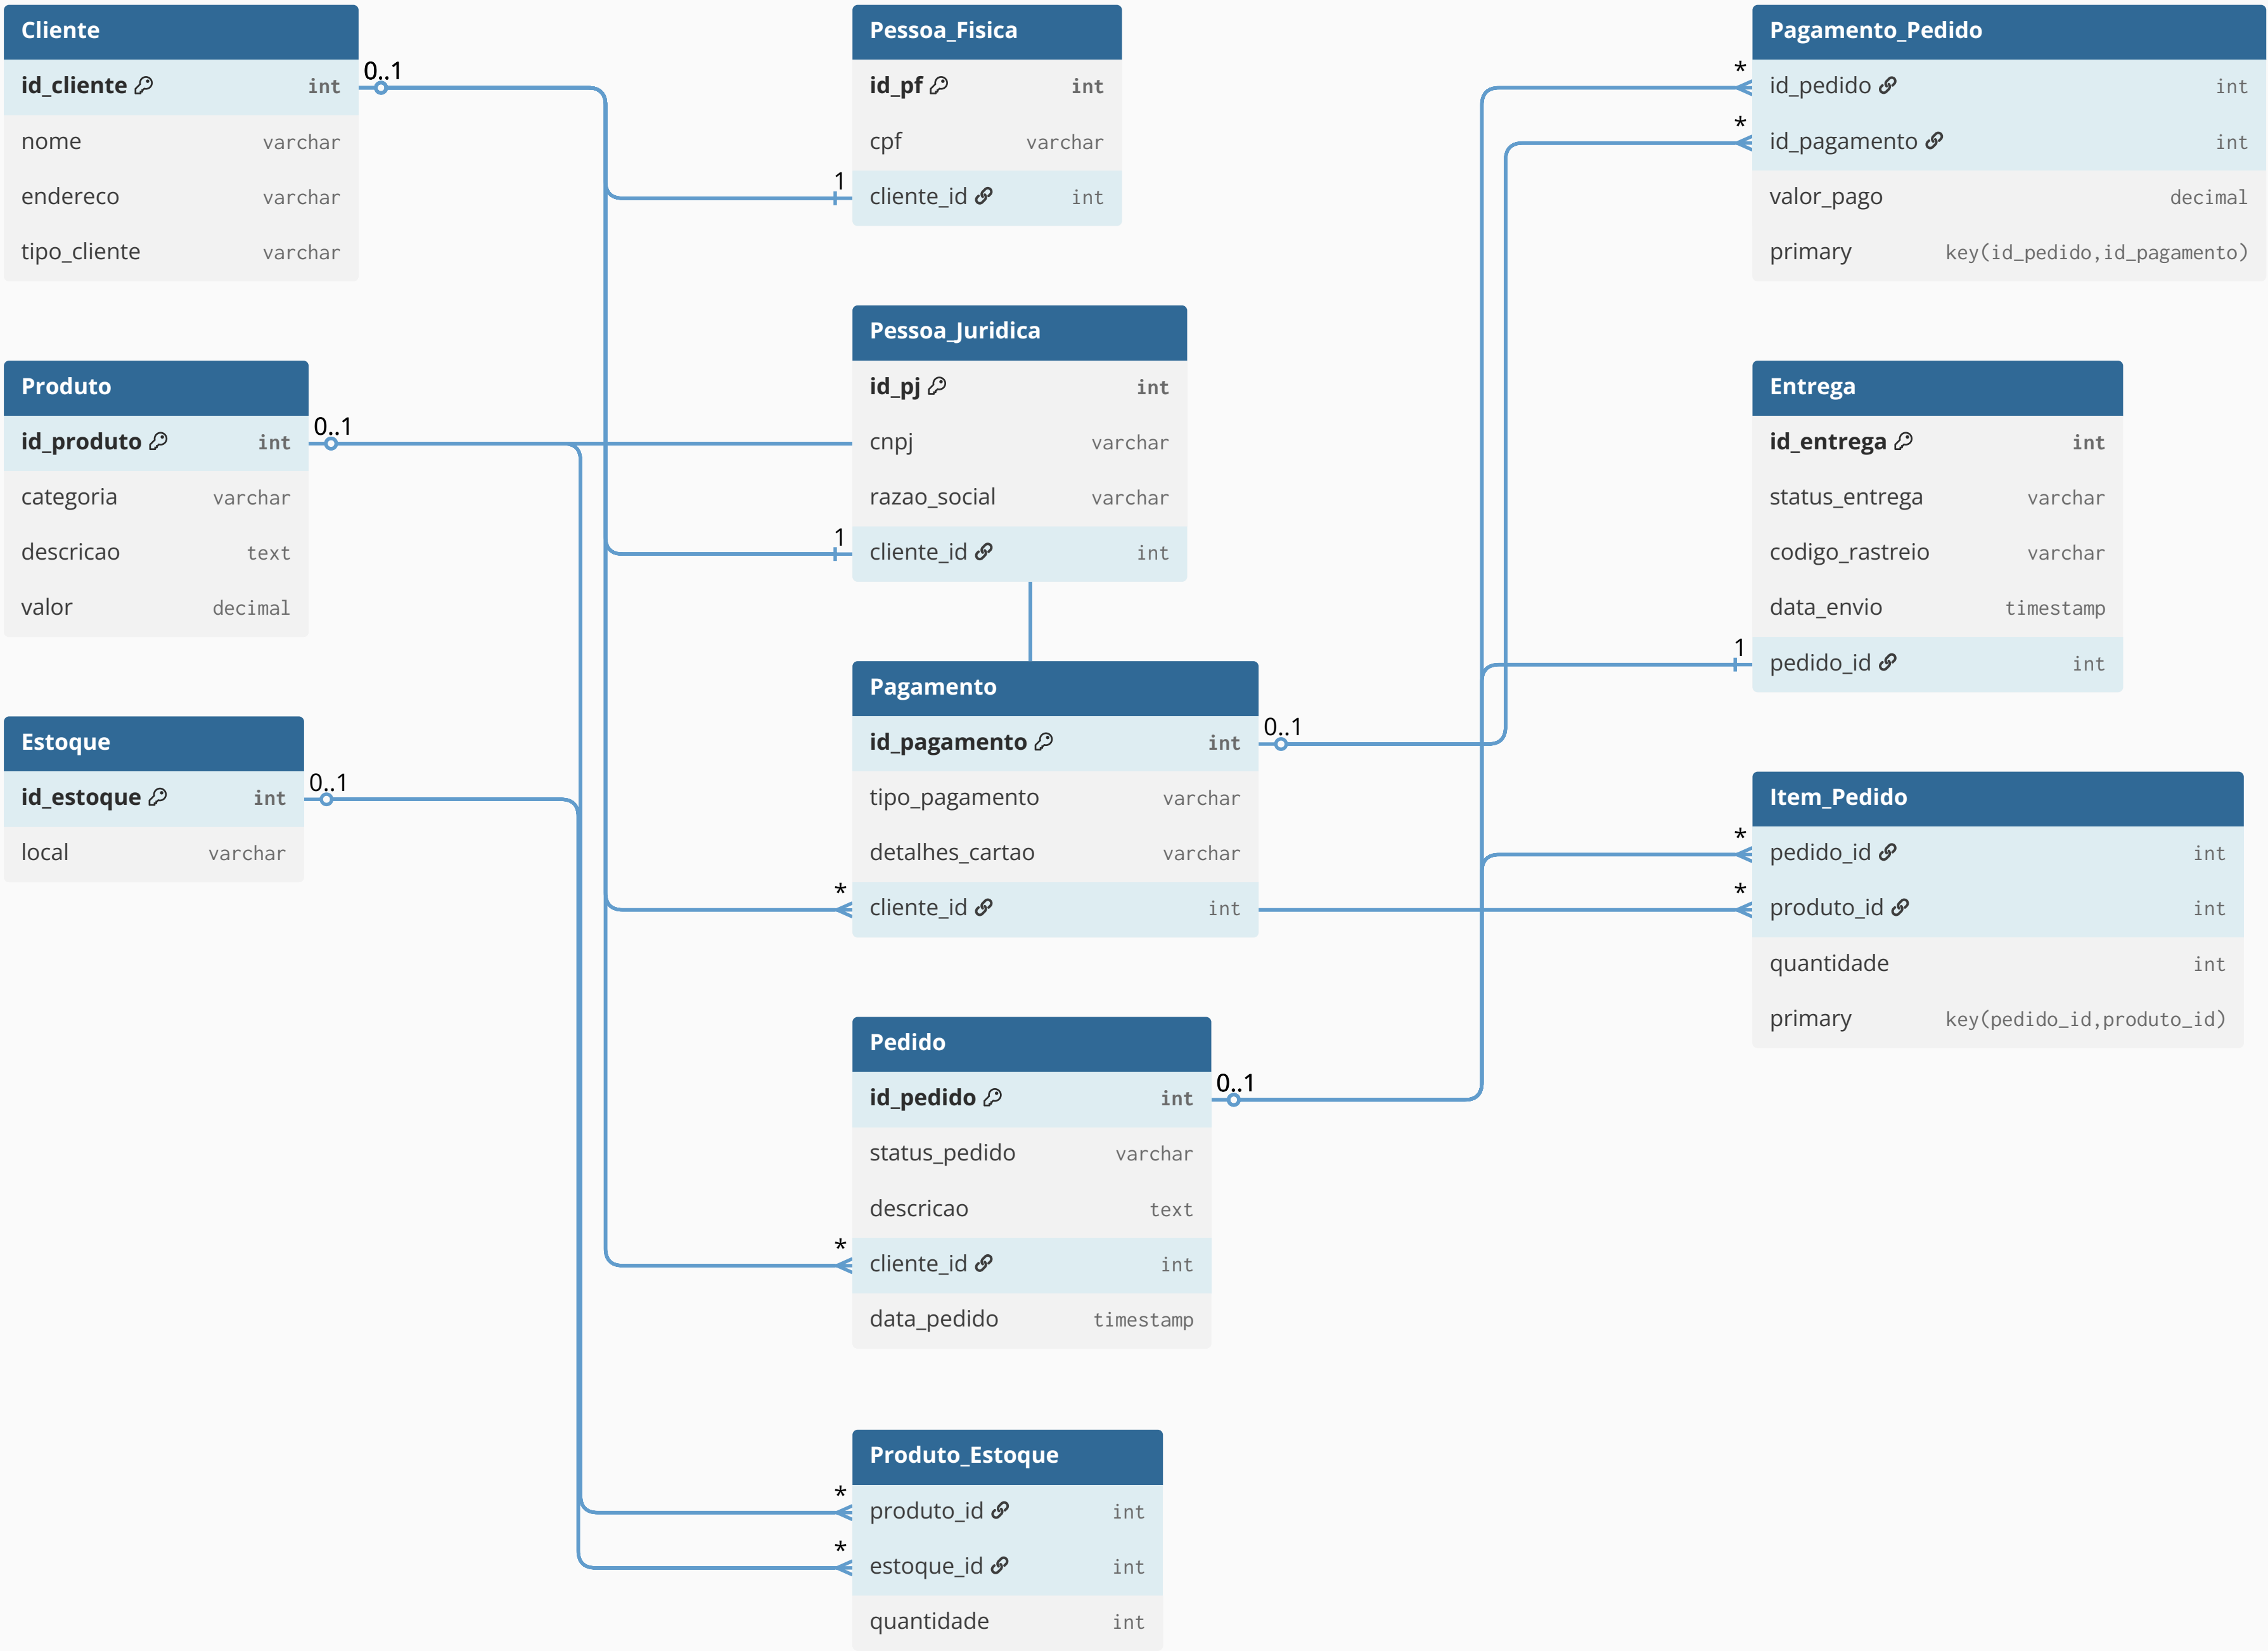 Cliente
0..1
id_cliente int
nome varchar
endereco varchar
tipo_cliente varchar
Produto
0..1
id_produto int
categoria varchar
descricao text
valor decimal
Estoque
0..1
id_estoque int
local varchar
Pessoa_Fisica
id_pf int
cpf varchar
1
cliente_id int
Pessoa_Juridica
id_pj int
cnpj varchar
razao_social varchar
1
cliente_id int
Pagamento
0..1
id_pagamento int
tipo_pagamento varchar
detalhes_cartao varchar
*
cliente_id int
Pedido
0..1
id_pedido int
status_pedido varchar
descricao text
*
cliente_id int
data_pedido timestamp
Produto_Estoque
*
produto_id int
*
estoque_id int
quantidade int
Pagamento_Pedido
*
id_pedido int
*
id_pagamento int
valor_pago decimal
primary key(id_pedido,id_pagamento)
Entrega
id_entrega int
status_entrega varchar
codigo_rastreio varchar
data_envio timestamp
1
pedido_id int
Item_Pedido
*
pedido_id int
*
produto_id int
quantidade int
primary key(pedido_id,produto_id)